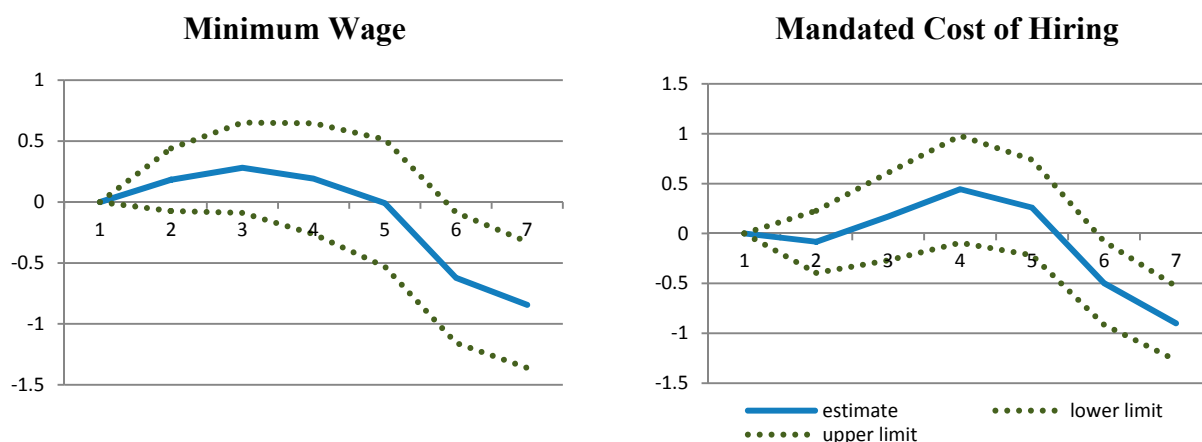 Minimum Wage
1
0.5
0
-0.5
-1
-1.5
1 2 3 4 5 6 7
Mandated Cost of Hiring
1.5
1
0.5
0
-0.5
-1
-1.5
1 2 3 4 5 6 7
estimate lower limit
upper limit